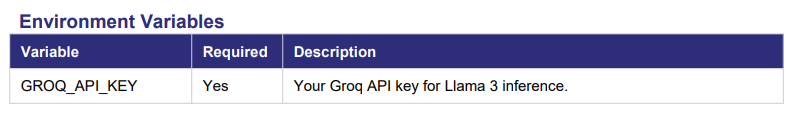 Environment Variables
Variable Required Description
GROQ_API_KEY Yes Your Groq API key for Llama 3 inference.